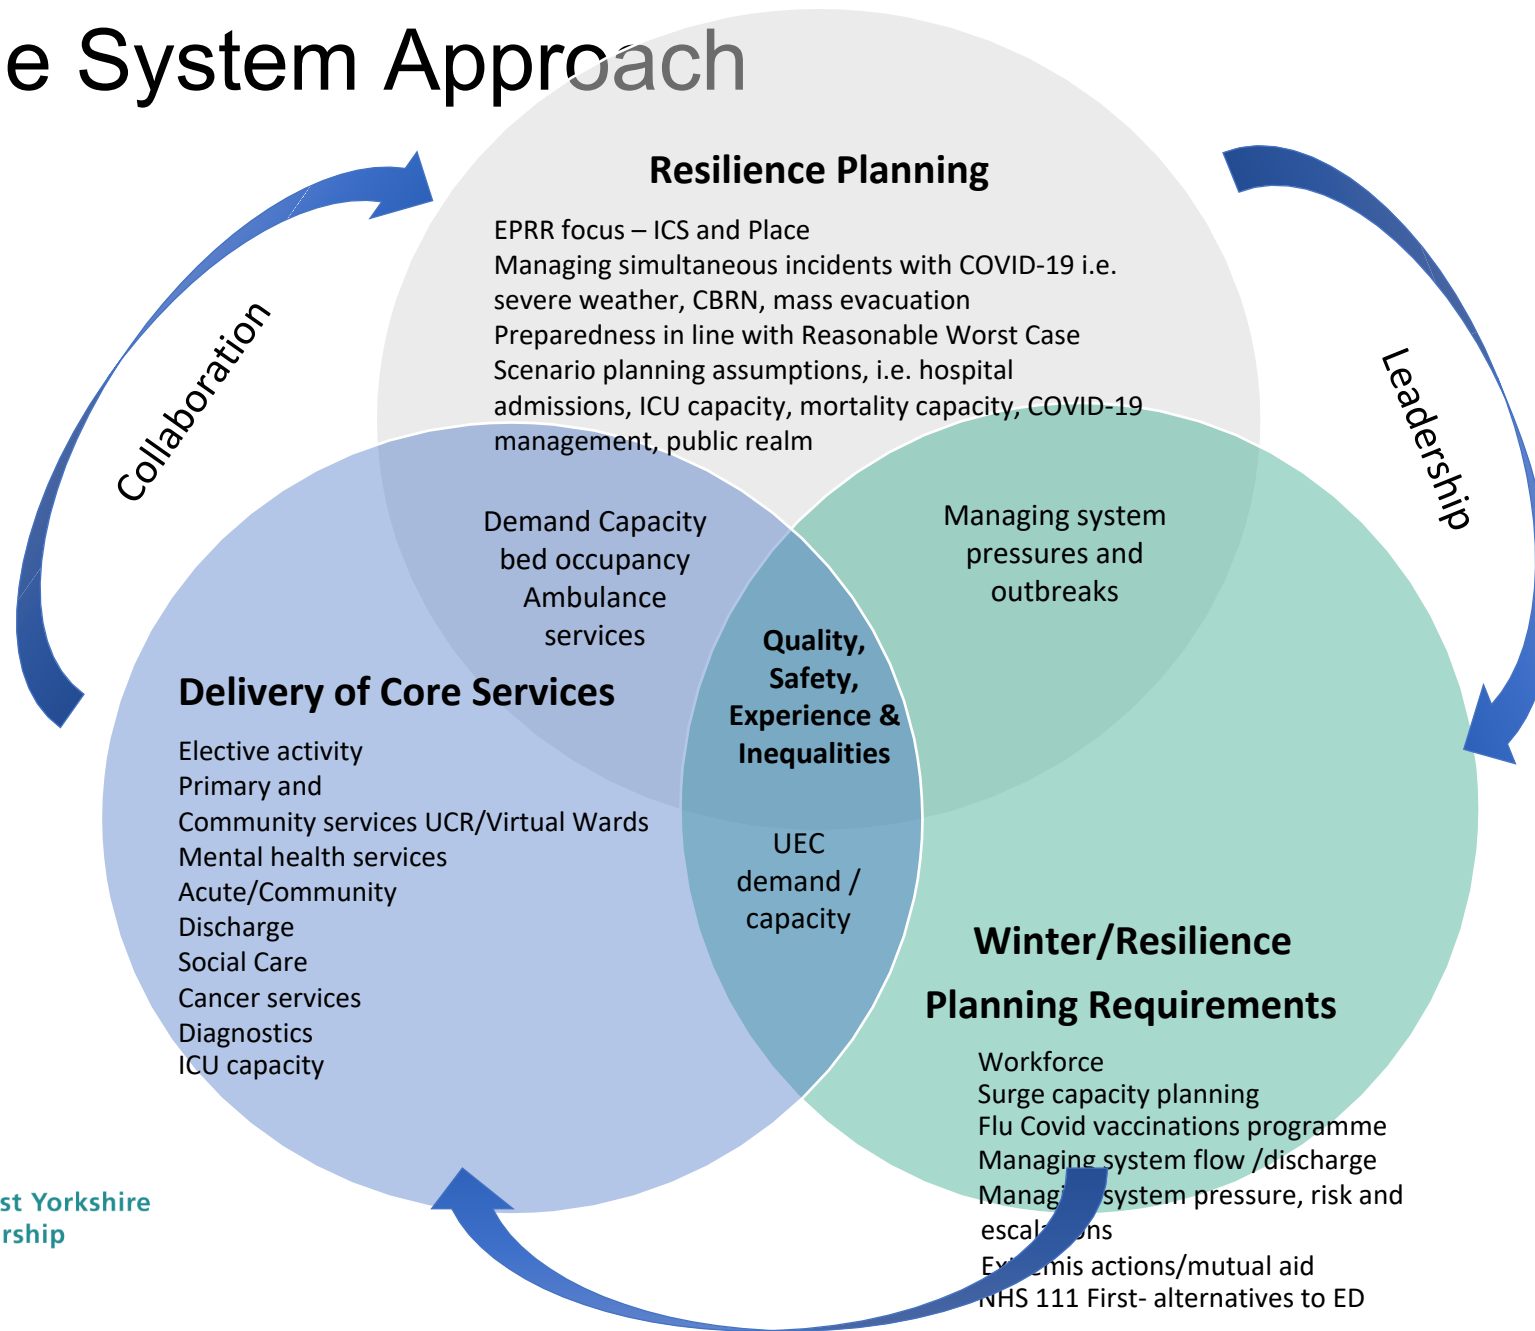 e System Approach
Resilience Planning
EPRR focus – ICS and Place
Managing simultaneous incidents with COVID-19 i.e.
severe weather, CBRN, mass evacuation
Preparedness in line with Reasonable Worst Case
Scenario planning assumptions, i.e. hospital
admissions, ICU capacity, mortality capacity, COVID-19
management, public realm
Collaboration
Leadership
Demand Capacity
bed occupancy
Ambulance
services
Managing system
pressures and
outbreaks
Quality,
Safety,
Experience &
Inequalities
UEC
demand /
capacity
Delivery of Core Services
Elective activity
Primary and
Community services UCR/Virtual Wards
Mental health services
Acute/Community
Discharge
Social Care
Cancer services
Diagnostics
ICU capacity
Winter/Resilience
Planning Requirements
Workforce
Surge capacity planning
Flu Covid vaccinations programme
Managing system flow /discharge
Managing system pressure, risk and
escalations
Extremis actions/mutual aid
NHS 111 First- alternatives to ED
st Yorkshire
rship